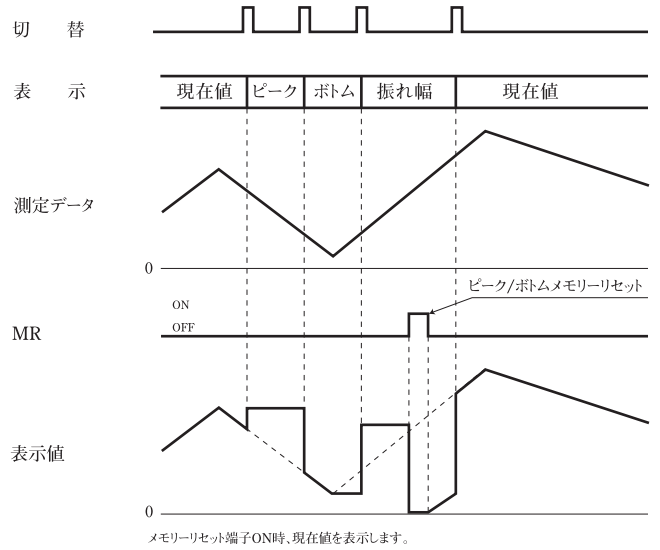 切 替
表 示
現在値 ピーク ボトム 振れ幅 現在値
測定データ
0
ピーク/ボトムメモリーリセット
ON
OFF
MR
表示値
0
メモリーリセット端子ON時、現在値を表示します。